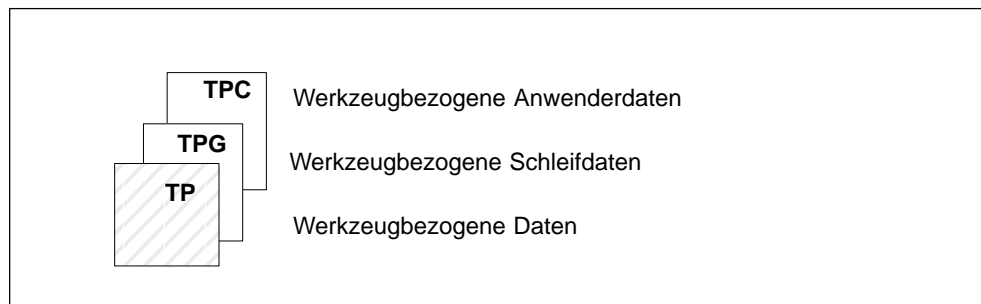 TPC Werkzeugbezogene Anwenderdaten
TPG Werkzeugbezogene Schleifdaten
TP Werkzeugbezogene Daten